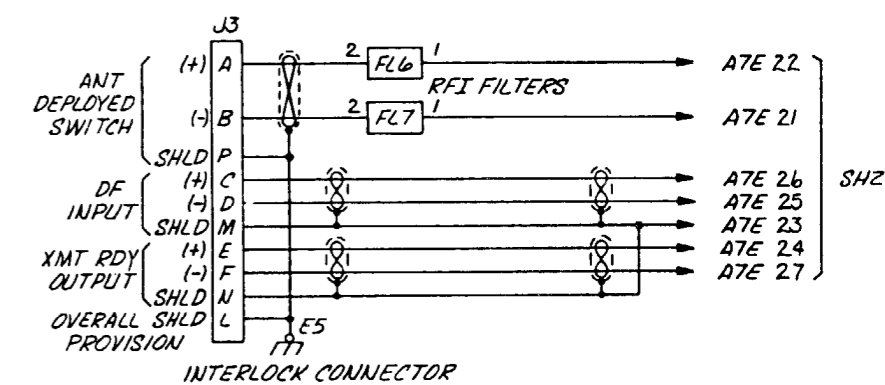 J3
ANT
DEPLOYED
SWITCH
(+) A
2 FL6 1
A7E 22
RFI FILTERS
(-) B
2 FL7 1
A7E 21
SHLD P
DF
INPUT
(+) C
A7E 26
(-) D
A7E 25
SHLD M
A7E 23
XMT RDY
OUTPUT
(+) E
A7E 24
(-) F
A7E 27
SHLD N
SH2
OVERALL SHLD L
PROVISION
E5
INTERLOCK CONNECTOR